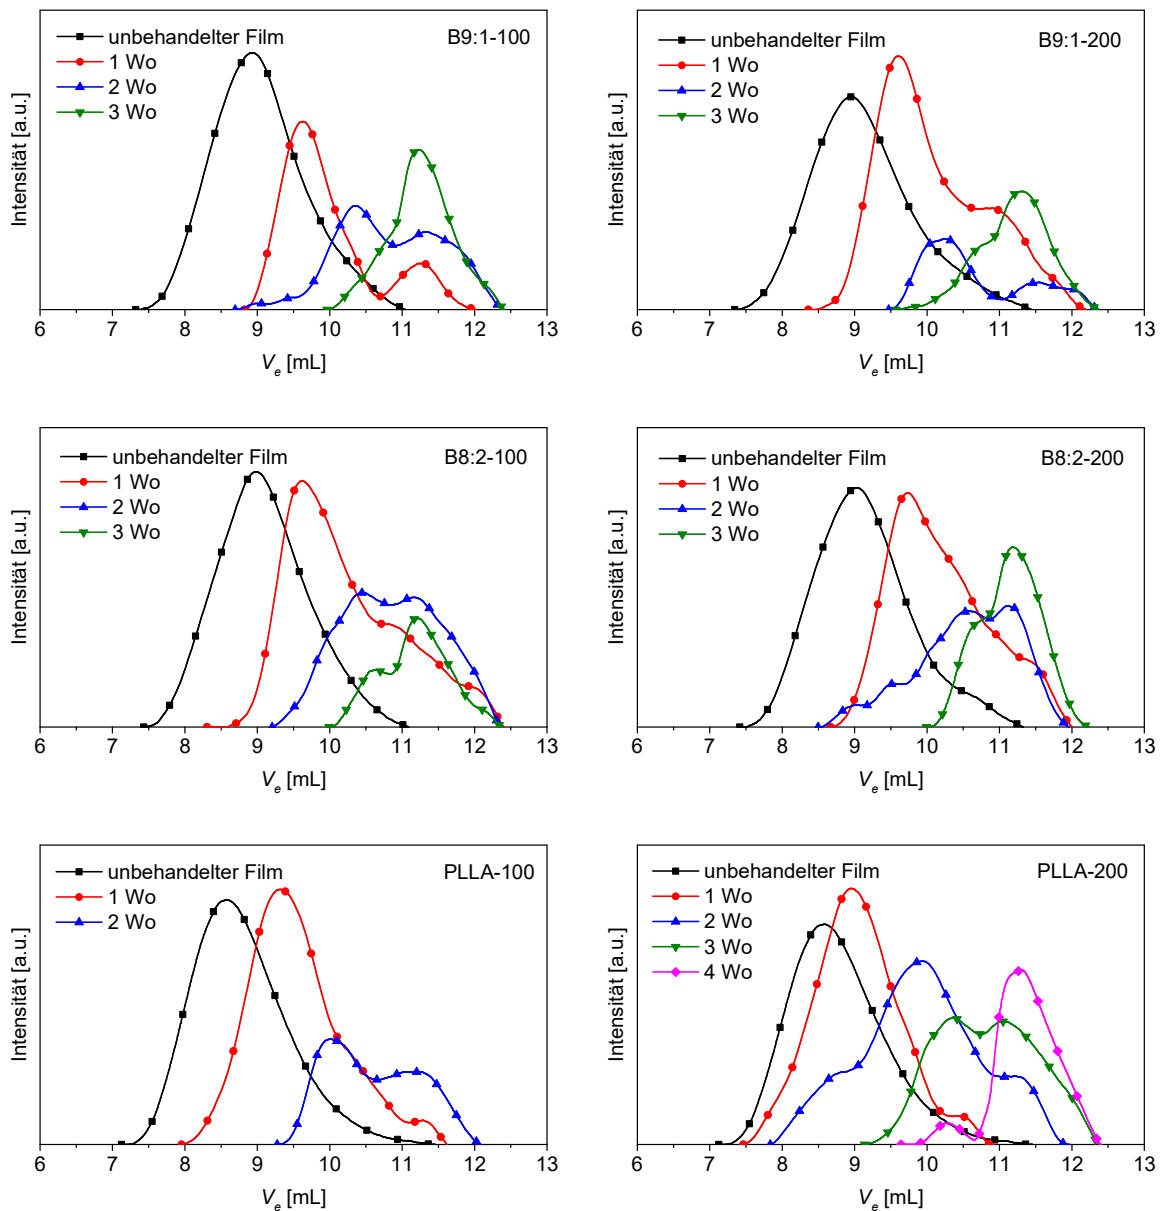 unbehandelter Film
1 Wo
2 Wo
3 Wo
B9:1-100
Intensität [a.u.]
6 7 8 9 10 11 12 13
V_e [mL]
unbehandelter Film
1 Wo
2 Wo
3 Wo
B9:1-200
Intensität [a.u.]
6 7 8 9 10 11 12 13
V_e [mL]
unbehandelter Film
1 Wo
2 Wo
3 Wo
B8:2-100
Intensität [a.u.]
6 7 8 9 10 11 12 13
V_e [mL]
unbehandelter Film
1 Wo
2 Wo
3 Wo
B8:2-200
Intensität [a.u.]
6 7 8 9 10 11 12 13
V_e [mL]
unbehandelter Film
1 Wo
2 Wo
PLLA-100
Intensität [a.u.]
6 7 8 9 10 11 12 13
V_e [mL]
unbehandelter Film
1 Wo
2 Wo
3 Wo
4 Wo
PLLA-200
Intensität [a.u.]
6 7 8 9 10 11 12 13
V_e [mL]